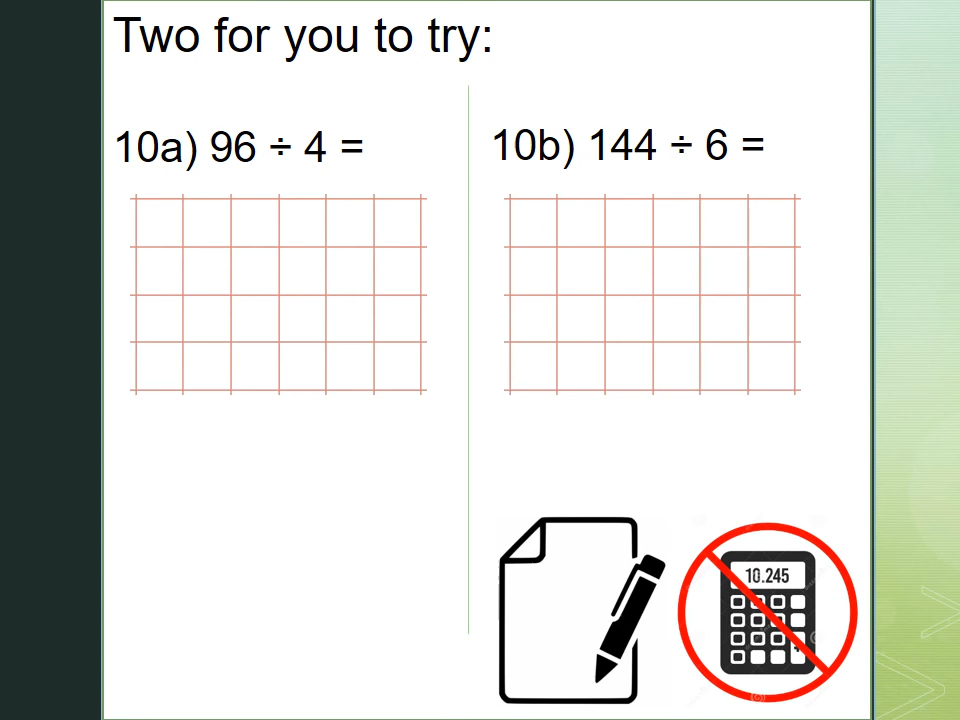 Two for you to try:
10a) 96 ÷ 4 =
10b) 144 ÷ 6 =
10.245